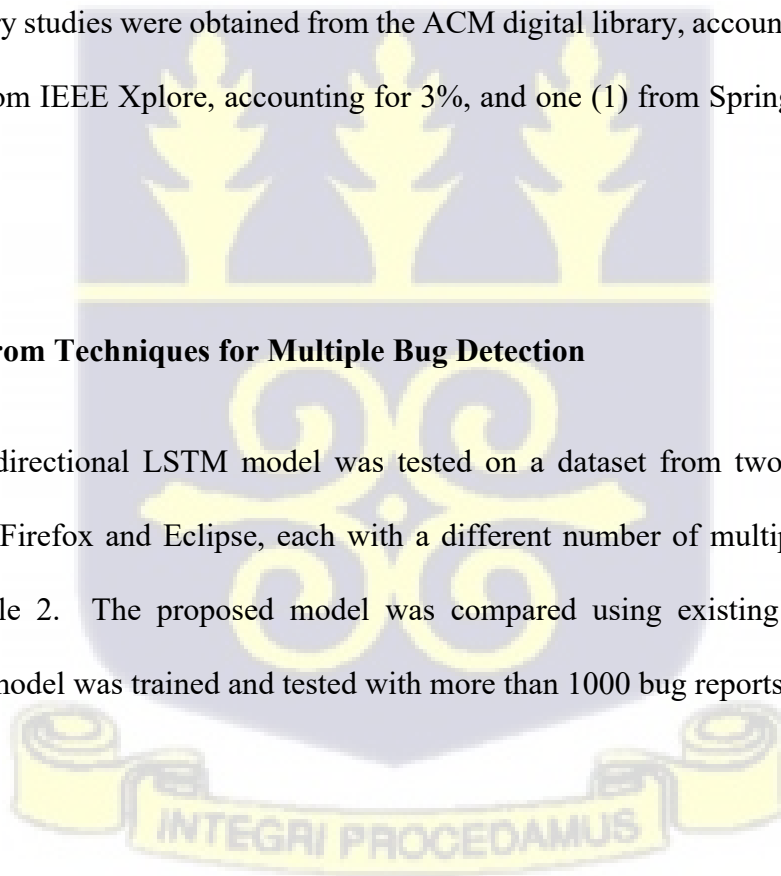 ry studies were obtained from the ACM digital library, accoun
om IEEE Xplore, accounting for 3%, and one (1) from Spring
rom Techniques for Multiple Bug Detection
directional LSTM model was tested on a dataset from two
Firefox and Eclipse, each with a different number of multip
le 2. The proposed model was compared using existing
model was trained and tested with more than 1000 bug reports
INTEGRI PROCEDAMUS